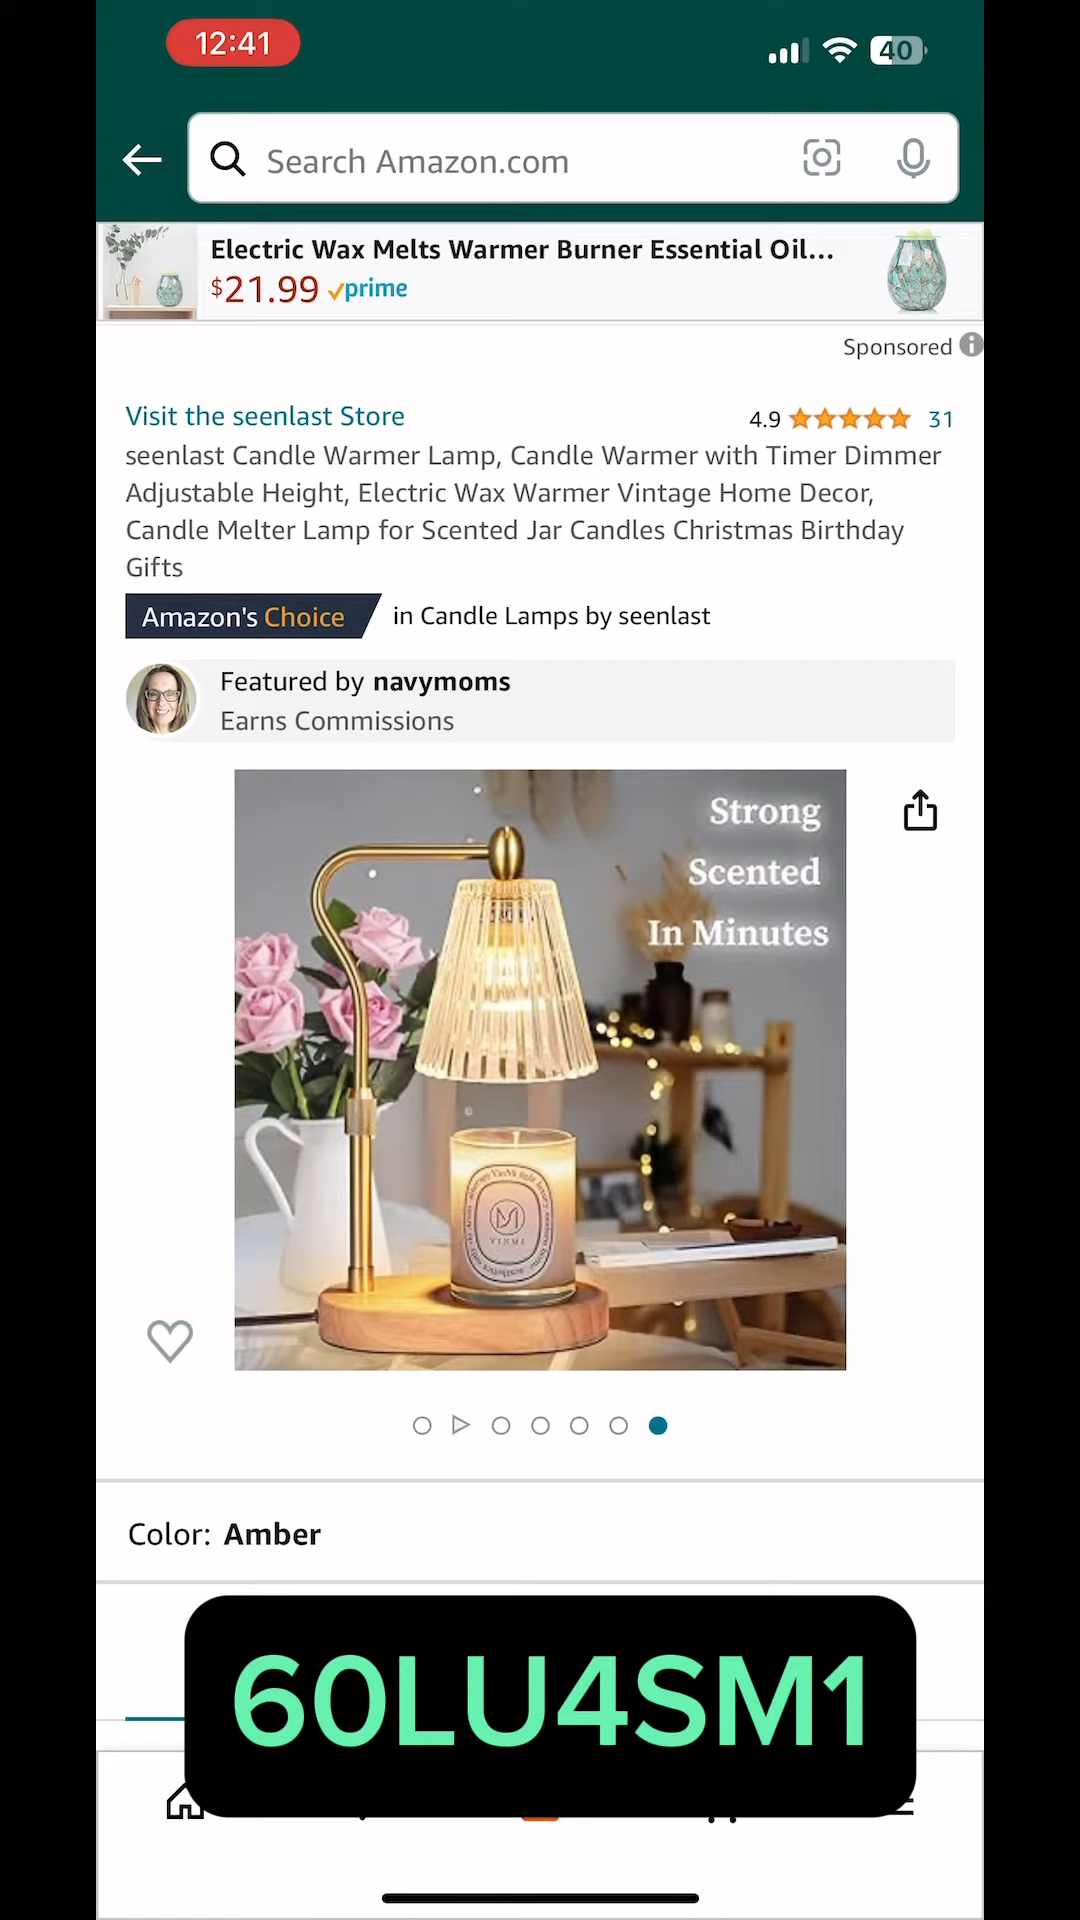 12:41
40
Search Amazon.com
Electric Wax Melts Warmer Burner Essential Oil...
$21.99 prime
Sponsored
Visit the seenlast Store
4.9 31
seenlast Candle Warmer Lamp, Candle Warmer with Timer Dimmer
Adjustable Height, Electric Wax Warmer Vintage Home Decor,
Candle Melter Lamp for Scented Jar Candles Christmas Birthday
Gifts
Amazon's Choice in Candle Lamps by seenlast
Featured by navymoms
Earns Commissions
Strong
Scented
In Minutes
Color: Amber
60LU4SM1